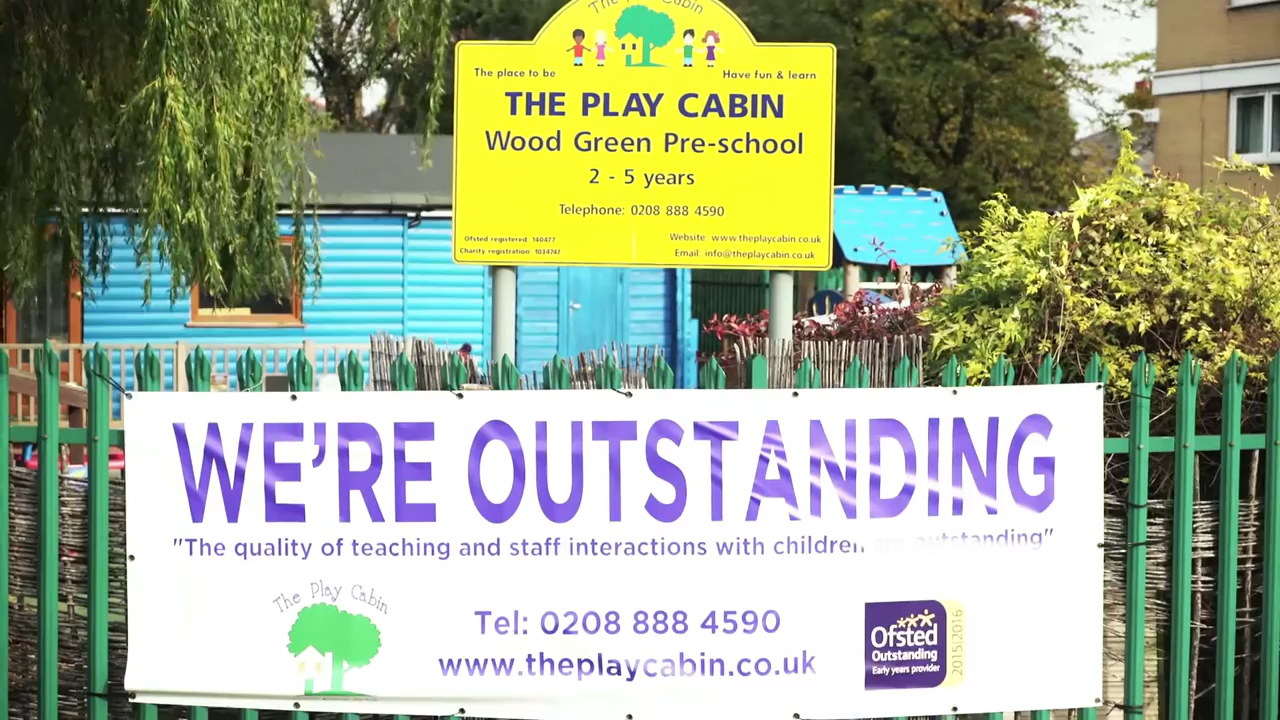 The Play Cabin
The place to be
Have fun & learn
THE PLAY CABIN
Wood Green Pre-school
2 - 5 years
Telephone: 0208 888 4590
Ofsted registered: 140477
Charity registration: 1034747
Website: www.theplaycabin.co.uk
Email: info@theplaycabin.co.uk
WE'RE OUTSTANDING
"The quality of teaching and staff interactions with children are outstanding"
The Play Cabin
Tel: 0208 888 4590
www.theplaycabin.co.uk
Ofsted
Outstanding
Early years provider
2015|2016